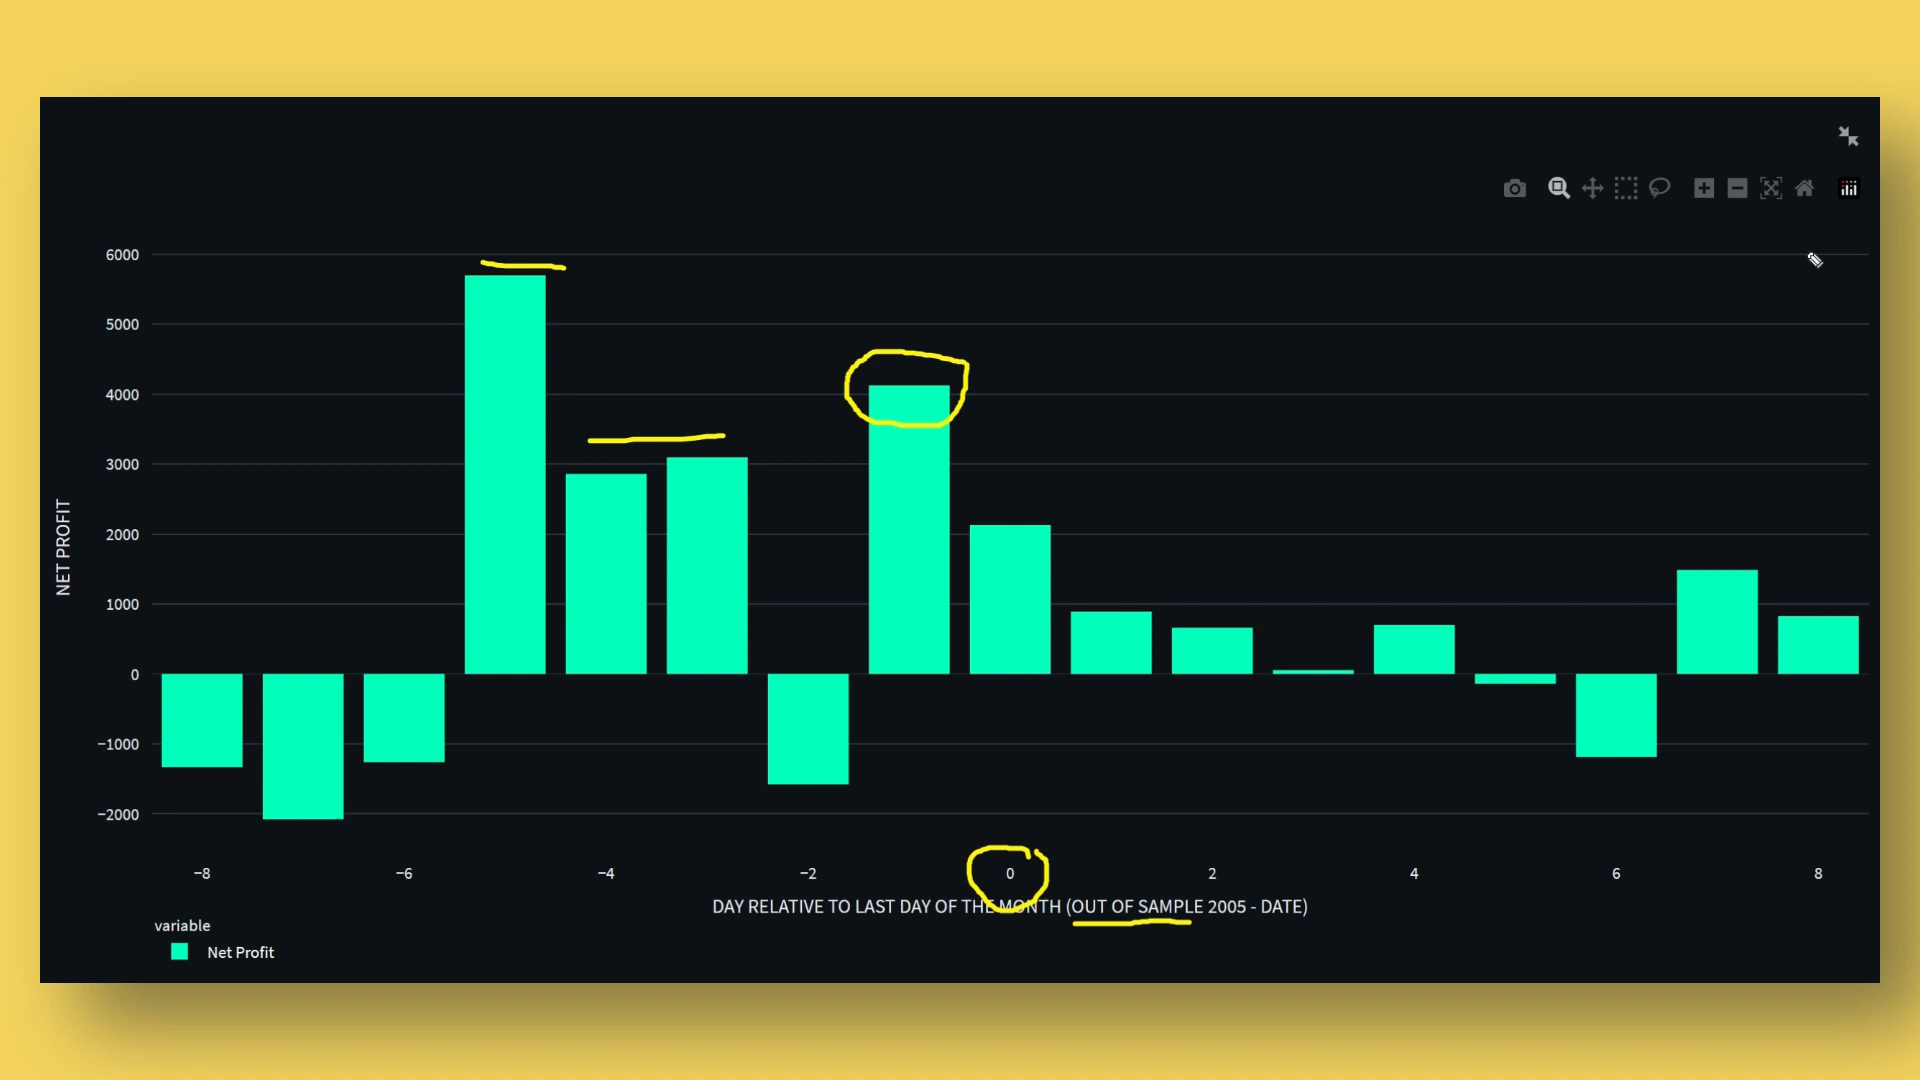 6000
5000
4000
3000
2000
1000
0
−1000
−2000
NET PROFIT
−8 −6 −4 −2 0 2 4 6 8
DAY RELATIVE TO LAST DAY OF THE MONTH (OUT OF SAMPLE 2005 - DATE)
variable
Net Profit